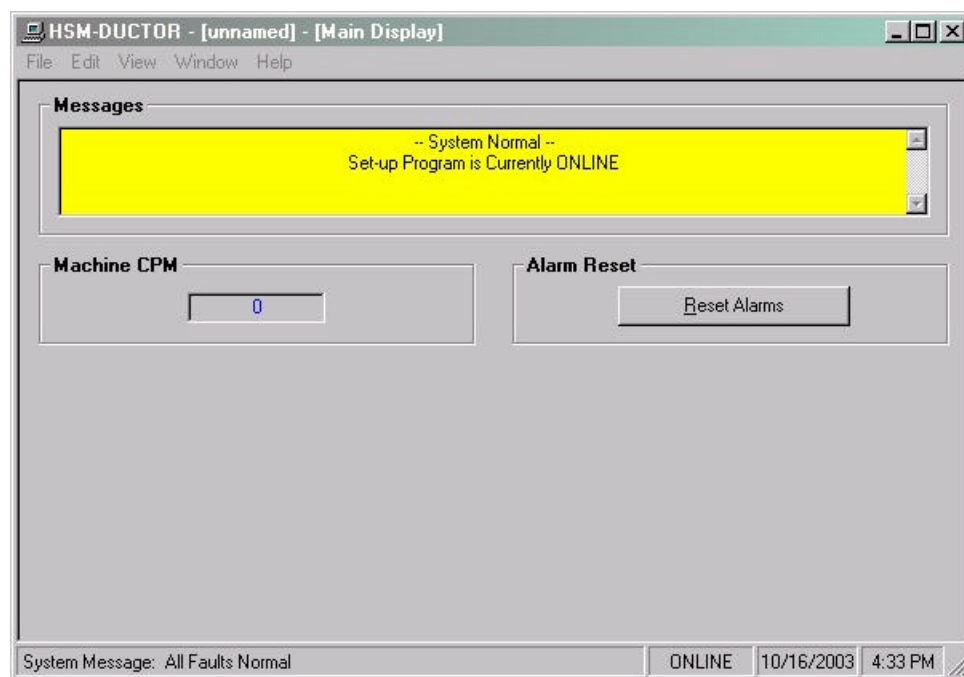 HSM-DUCTOR - [unnamed] - [Main Display]
File Edit View Window Help
Messages
-- System Normal --
Set-up Program is Currently ONLINE
Machine CPM
0
Alarm Reset
Reset Alarms
System Message: All Faults Normal
ONLINE
10/16/2003
4:33 PM